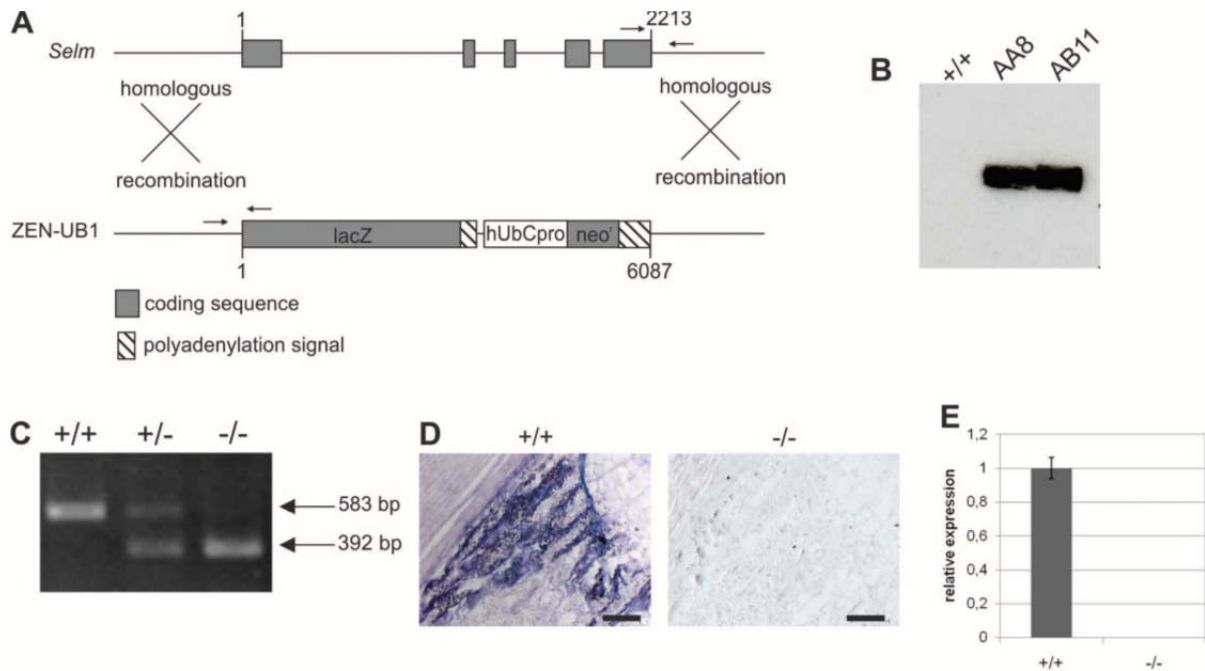 A
1
2213
Selm
homologous
homologous
recombination
recombination
ZEN-UB1
lacZ
hUbCpro
neoʳ
1
6087
coding sequence
polyadenylation signal
B
+/+
AA8
AB11
C
+/+
+/-
-/-
583 bp
392 bp
D
+/+
-/-
E
relative expression
1,2
1
0,8
0,6
0,4
0,2
0
+/+
-/-